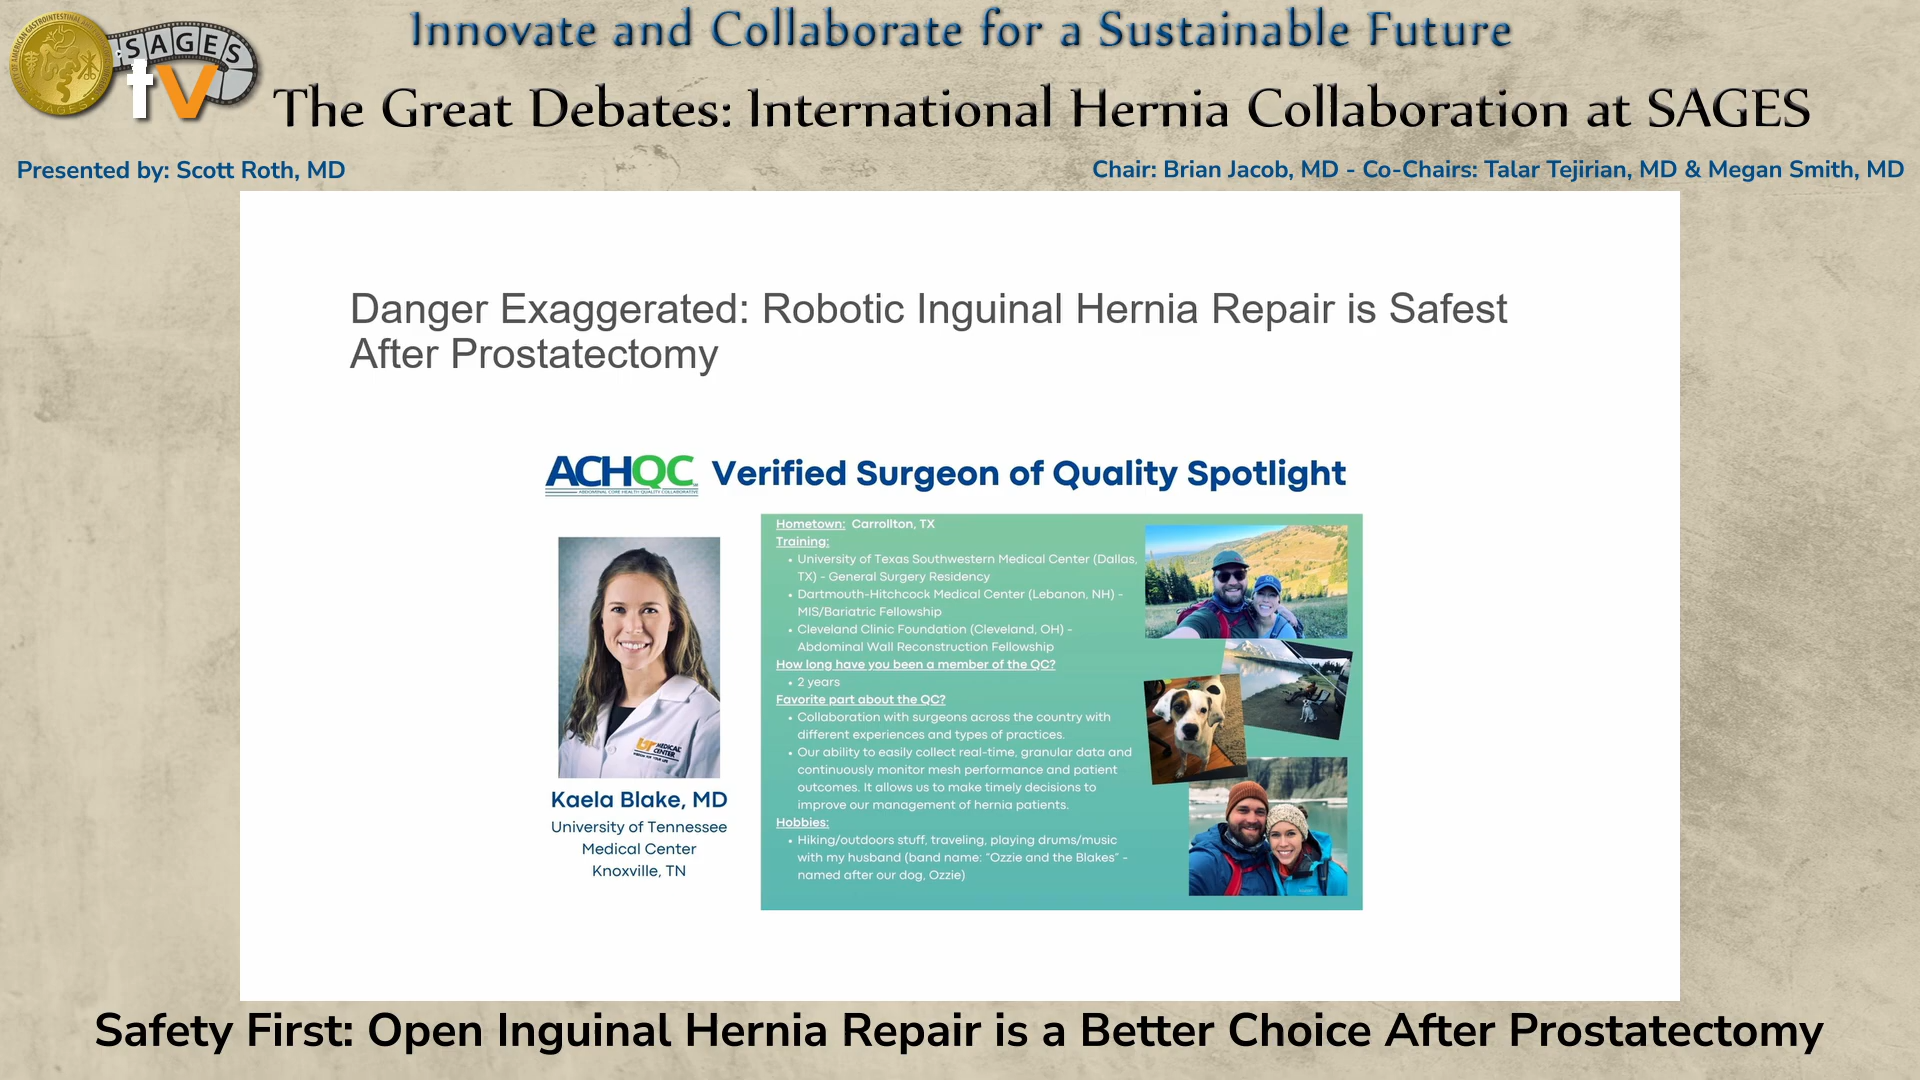 Innovate and Collaborate for a Sustainable Future
SAGES
tv
The Great Debates: International Hernia Collaboration at SAGES
Presented by: Scott Roth, MD
Chair: Brian Jacob, MD - Co-Chairs: Talar Tejirian, MD & Megan Smith, MD
Danger Exaggerated: Robotic Inguinal Hernia Repair is Safest
After Prostatectomy
ACHQC
ABDOMINAL CORE HEALTH QUALITY COLLABORATIVE
Verified Surgeon of Quality Spotlight
Hometown: Carrollton, TX
Training:
• University of Texas Southwestern Medical Center (Dallas,
TX) - General Surgery Residency
• Dartmouth-Hitchcock Medical Center (Lebanon, NH) -
MIS/Bariatric Fellowship
• Cleveland Clinic Foundation (Cleveland, OH) -
Abdominal Wall Reconstruction Fellowship
How long have you been a member of the QC?
• 2 years
Favorite part about the QC?
• Collaboration with surgeons across the country with
different experiences and types of practices.
• Our ability to easily collect real-time, granular data and
continuously monitor mesh performance and patient
outcomes. It allows us to make timely decisions to
improve our management of hernia patients.
Hobbies:
• Hiking/outdoors stuff, traveling, playing drums/music
with my husband (band name: "Ozzie and the Blakes" -
named after our dog, Ozzie)
UT MEDICAL
CENTER
Kaela Blake, MD
University of Tennessee
Medical Center
Knoxville, TN
Safety First: Open Inguinal Hernia Repair is a Better Choice After Prostatectomy